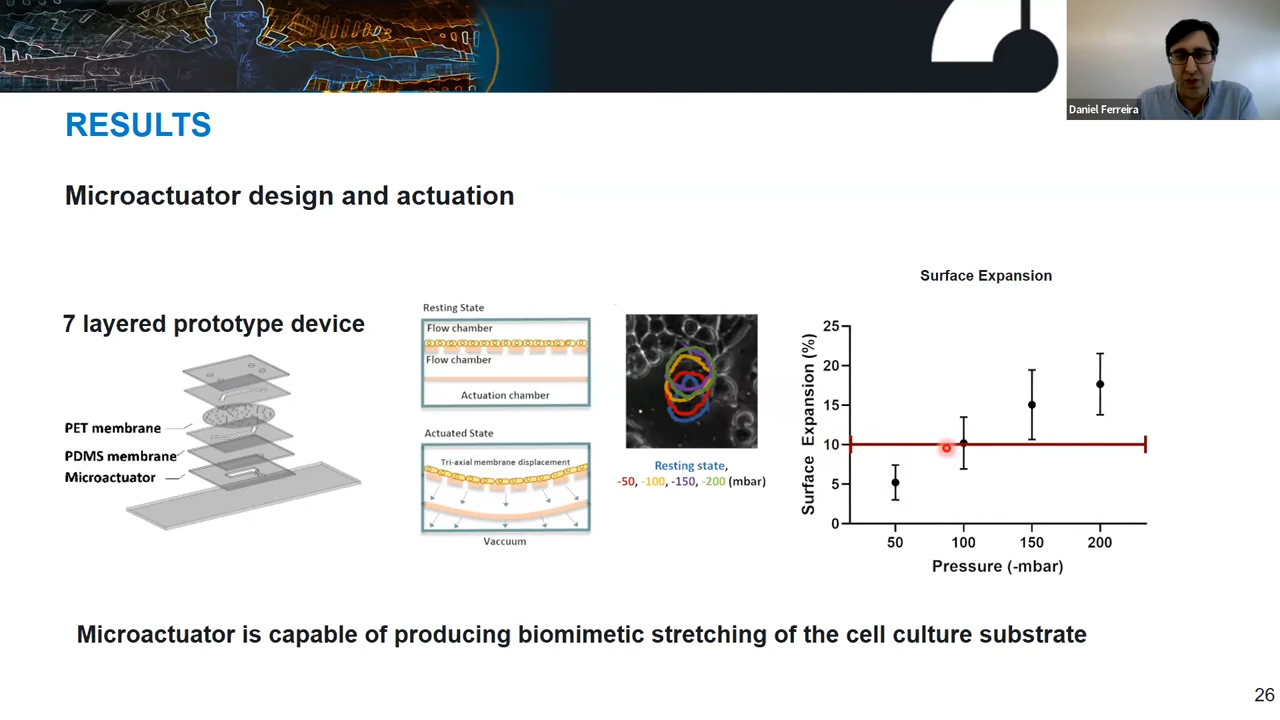 Daniel Ferreira
RESULTS
Microactuator design and actuation
7 layered prototype device
PET membrane
PDMS membrane
Microactuator
Resting State
Flow chamber
Flow chamber
Actuation chamber
Actuated State
Tri-axial membrane displacement
Vaccuum
Resting state,
-50, -100, -150, -200 (mbar)
Surface Expansion
Surface Expansion (%)
25
20
15
10
5
0
50 100 150 200
Pressure (-mbar)
Microactuator is capable of producing biomimetic stretching of the cell culture substrate
26